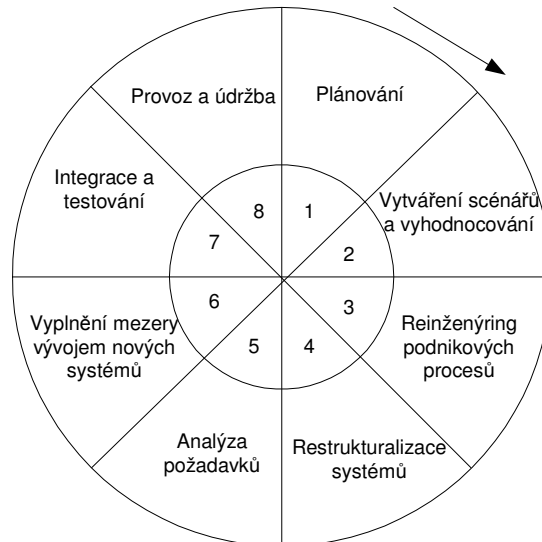 Provoz a údržba
Plánování
Integrace a
testování
Vytváření scénářů
a vyhodnocování
8
1
7
2
6
3
5
4
Vyplnění mezery
vývojem nových
systémů
Reinženýring
podnikových
procesů
Analýza
požadavků
Restrukturalizace
systémů